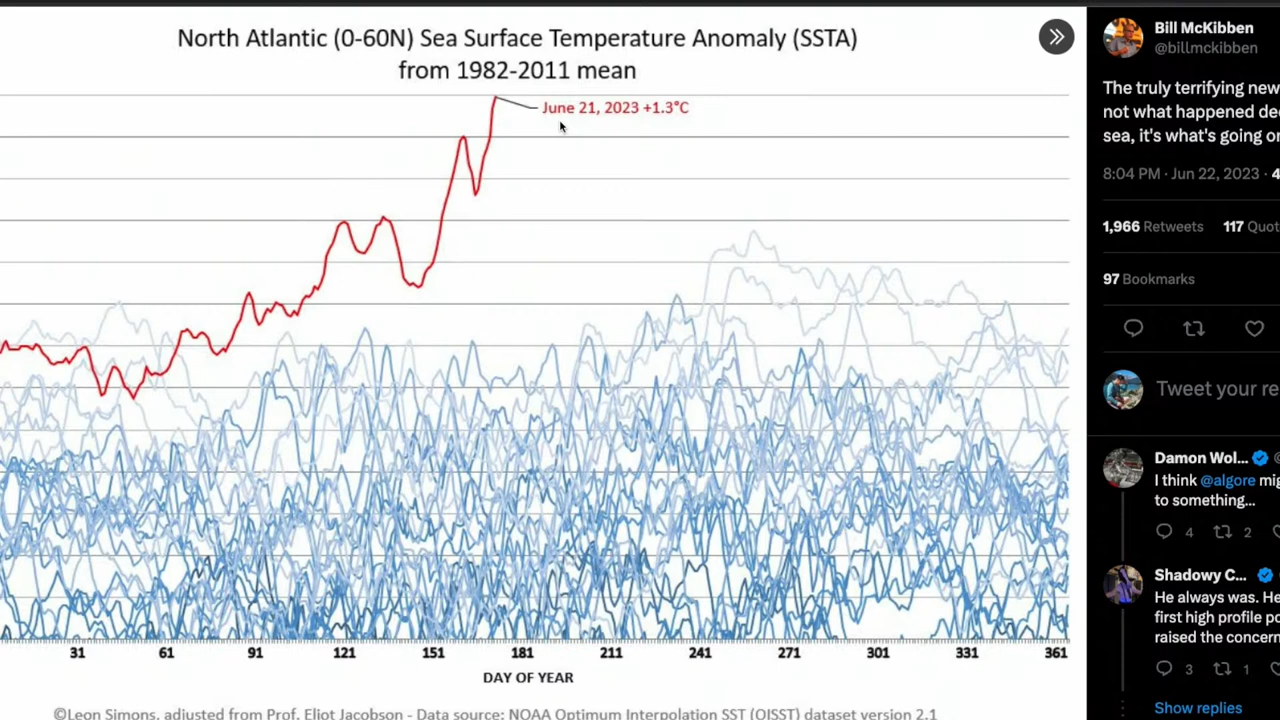 North Atlantic (0-60N) Sea Surface Temperature Anomaly (SSTA)
from 1982-2011 mean
June 21, 2023 +1.3°C
31 61 91 121 151 181 211 241 271 301 331 361
DAY OF YEAR
©Leon Simons, adjusted from Prof. Eliot Jacobson - Data source: NOAA Optimum Interpolation SST (OISST) dataset version 2.1
Bill McKibben
@billmckibben
The truly terrifying new
not what happened de
sea, it's what's going o
8:04 PM · Jun 22, 2023 · 4
1,966 Retweets 117 Quot
97 Bookmarks
Tweet your re
Damon Wol...
I think @algore mig
to something...
4 2
Shadowy C...
He always was. He
first high profile po
raised the concern
3 1
Show replies